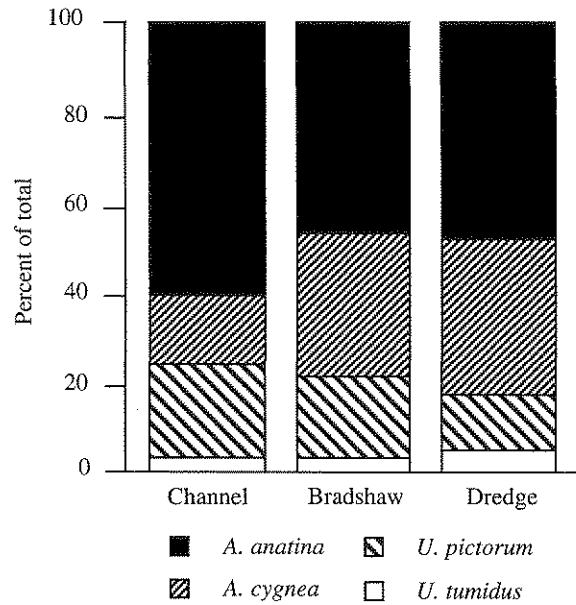 100
80
60
40
20
0
Percent of total
Channel Bradshaw Dredge
A. anatina U. pictorum
A. cygnea U. tumidus